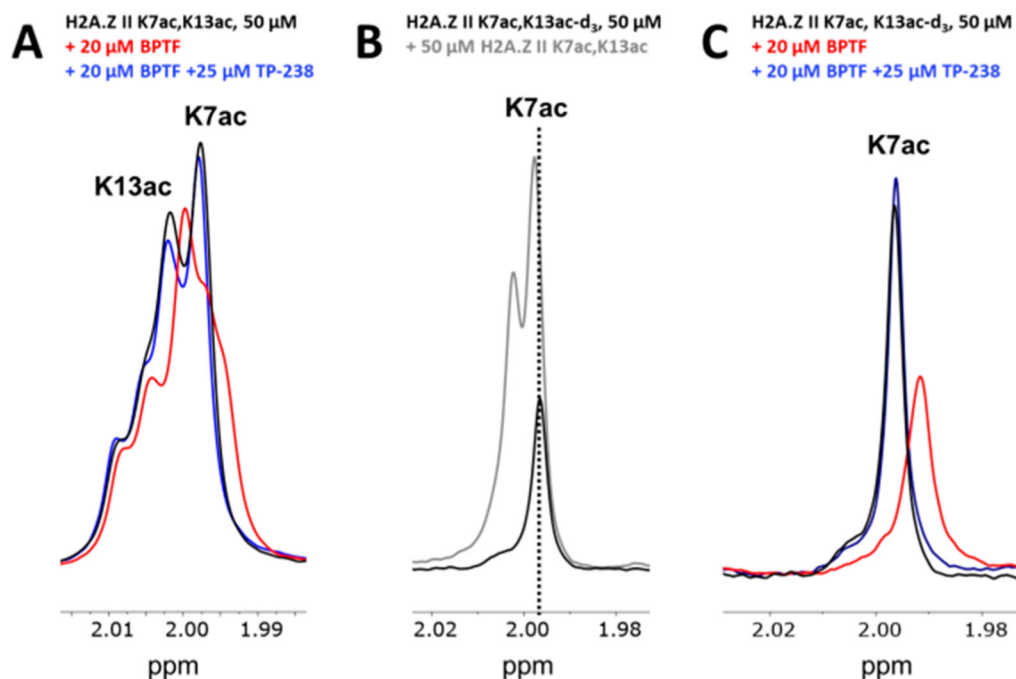 A
H2A.Z II K7ac,K13ac, 50 µM
+ 20 µM BPTF
+ 20 µM BPTF +25 µM TP-238
K7ac
K13ac
2.01 2.00 1.99
ppm
B
H2A.Z II K7ac,K13ac-d₃, 50 µM
+ 50 µM H2A.Z II K7ac,K13ac
K7ac
2.02 2.00 1.98
ppm
C
H2A.Z II K7ac, K13ac-d₃, 50 µM
+ 20 µM BPTF
+ 20 µM BPTF +25 µM TP-238
K7ac
2.02 2.00 1.98
ppm